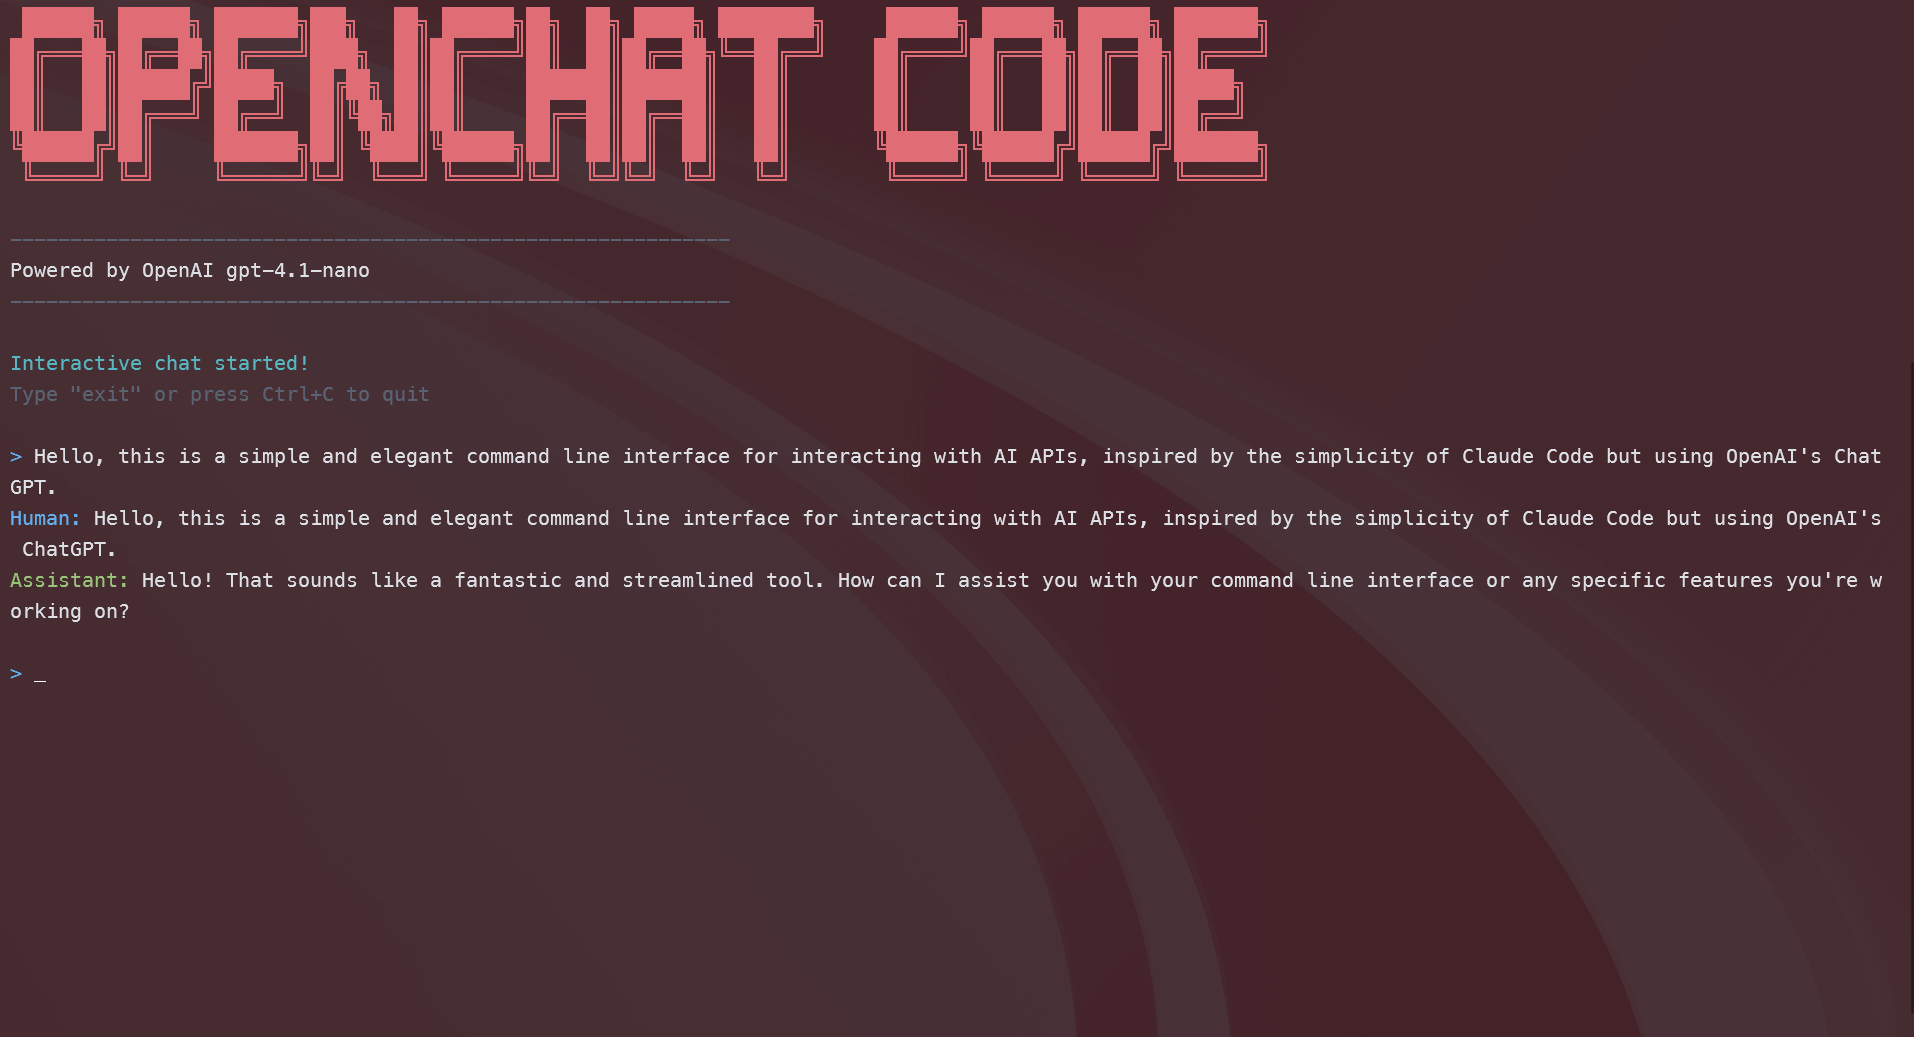 OPENCHAT CODE
────────────────────────────────────────────────────────────
Powered by OpenAI gpt-4.1-nano
────────────────────────────────────────────────────────────
Interactive chat started!
Type "exit" or press Ctrl+C to quit
> Hello, this is a simple and elegant command line interface for interacting with AI APIs, inspired by the simplicity of Claude Code but using OpenAI's Chat
GPT.
Human: Hello, this is a simple and elegant command line interface for interacting with AI APIs, inspired by the simplicity of Claude Code but using OpenAI's
ChatGPT.
Assistant: Hello! That sounds like a fantastic and streamlined tool. How can I assist you with your command line interface or any specific features you're w
orking on?
> _